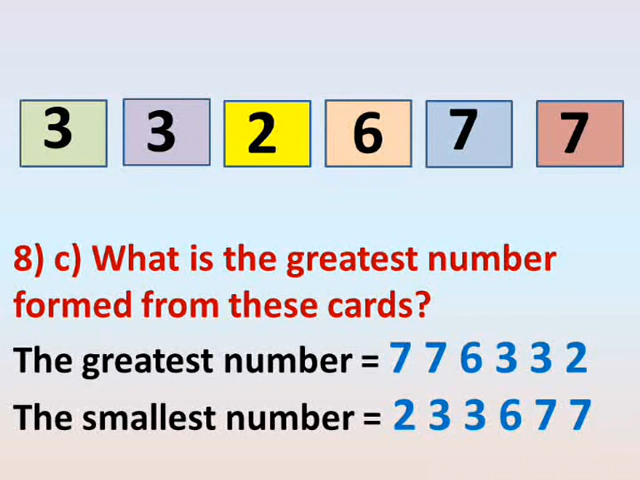 3 3 2 6 7 7
8) c) What is the greatest number
formed from these cards?
The greatest number = 7 7 6 3 3 2
The smallest number = 2 3 3 6 7 7